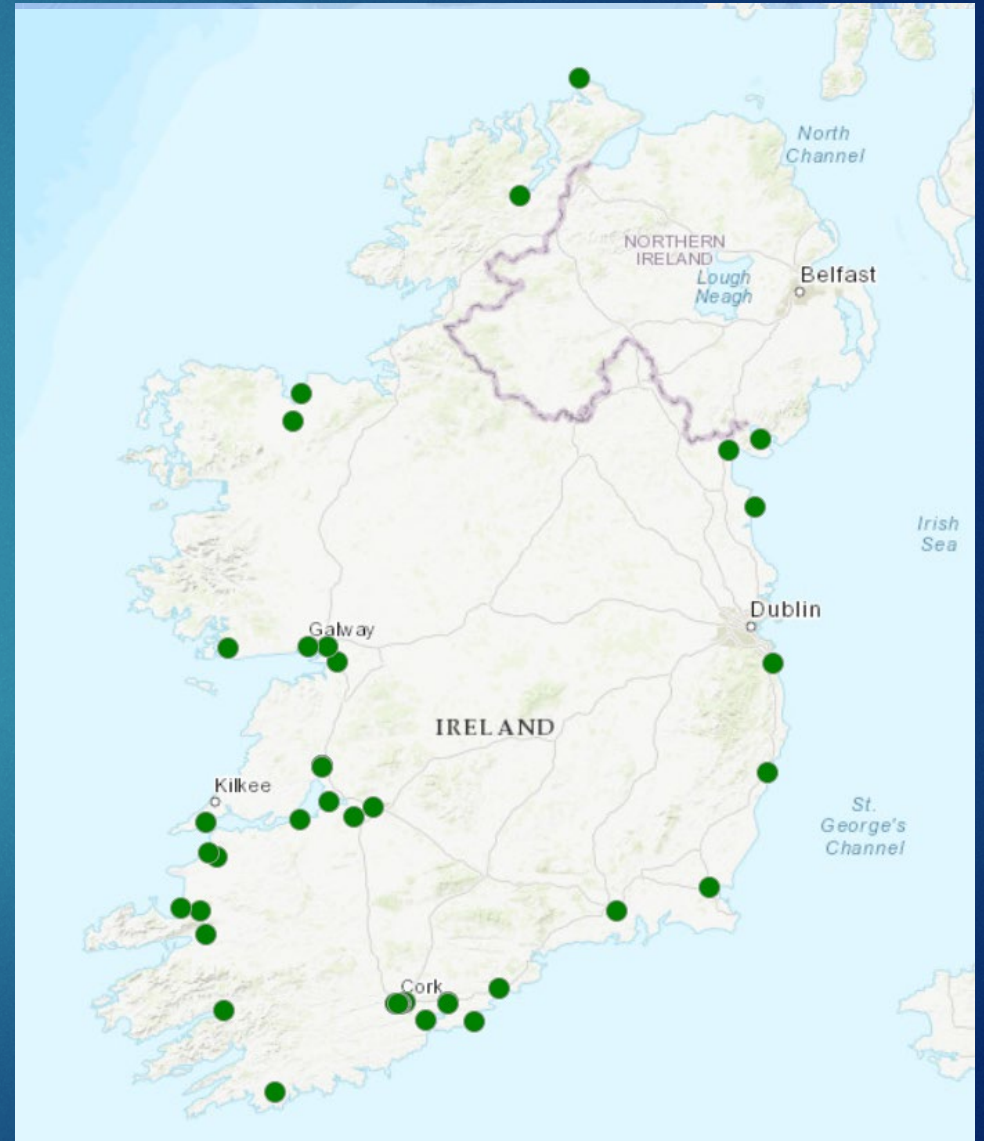 North
Channel
NORTHERN
IRELAND
Lough
Neagh
Belfast
Irish
Sea
Dublin
Galway
IRELAND
Kilkee
St.
George's
Channel
Cork